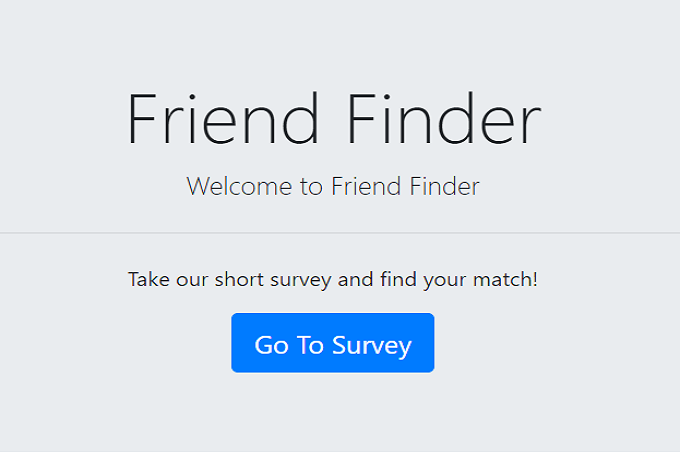 Friend Finder
Welcome to Friend Finder
Take our short survey and find your match!
Go To Survey